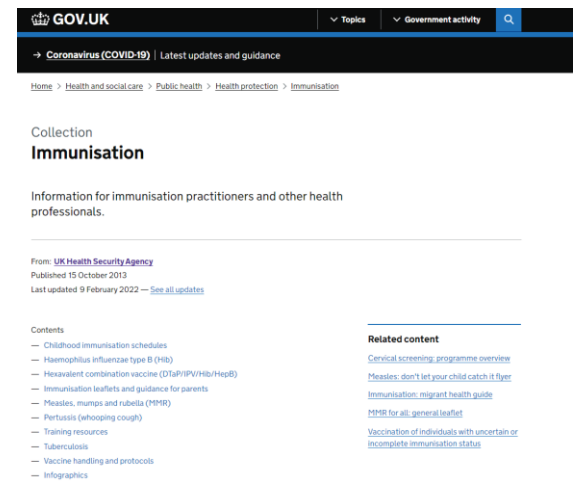 GOV.UK
Topics
Government activity
→ Coronavirus (COVID-19) | Latest updates and guidance
Home > Health and social care > Public health > Health protection > Immunisation
Collection
Immunisation
Information for immunisation practitioners and other health
professionals.
From: UK Health Security Agency
Published 15 October 2013
Last updated 9 February 2022 — See all updates
Contents
— Childhood immunisation schedules
— Haemophilus influenzae type B (Hib)
— Hexavalent combination vaccine (DTaP/IPV/Hib/HepB)
— Immunisation leaflets and guidance for parents
— Measles, mumps and rubella (MMR)
— Pertussis (whooping cough)
— Training resources
— Tuberculosis
— Vaccine handling and protocols
— Infographics
Related content
Cervical screening: programme overview
Measles: don't let your child catch it flyer
Immunisation: migrant health guide
MMR for all: general leaflet
Vaccination of individuals with uncertain or
incomplete immunisation status